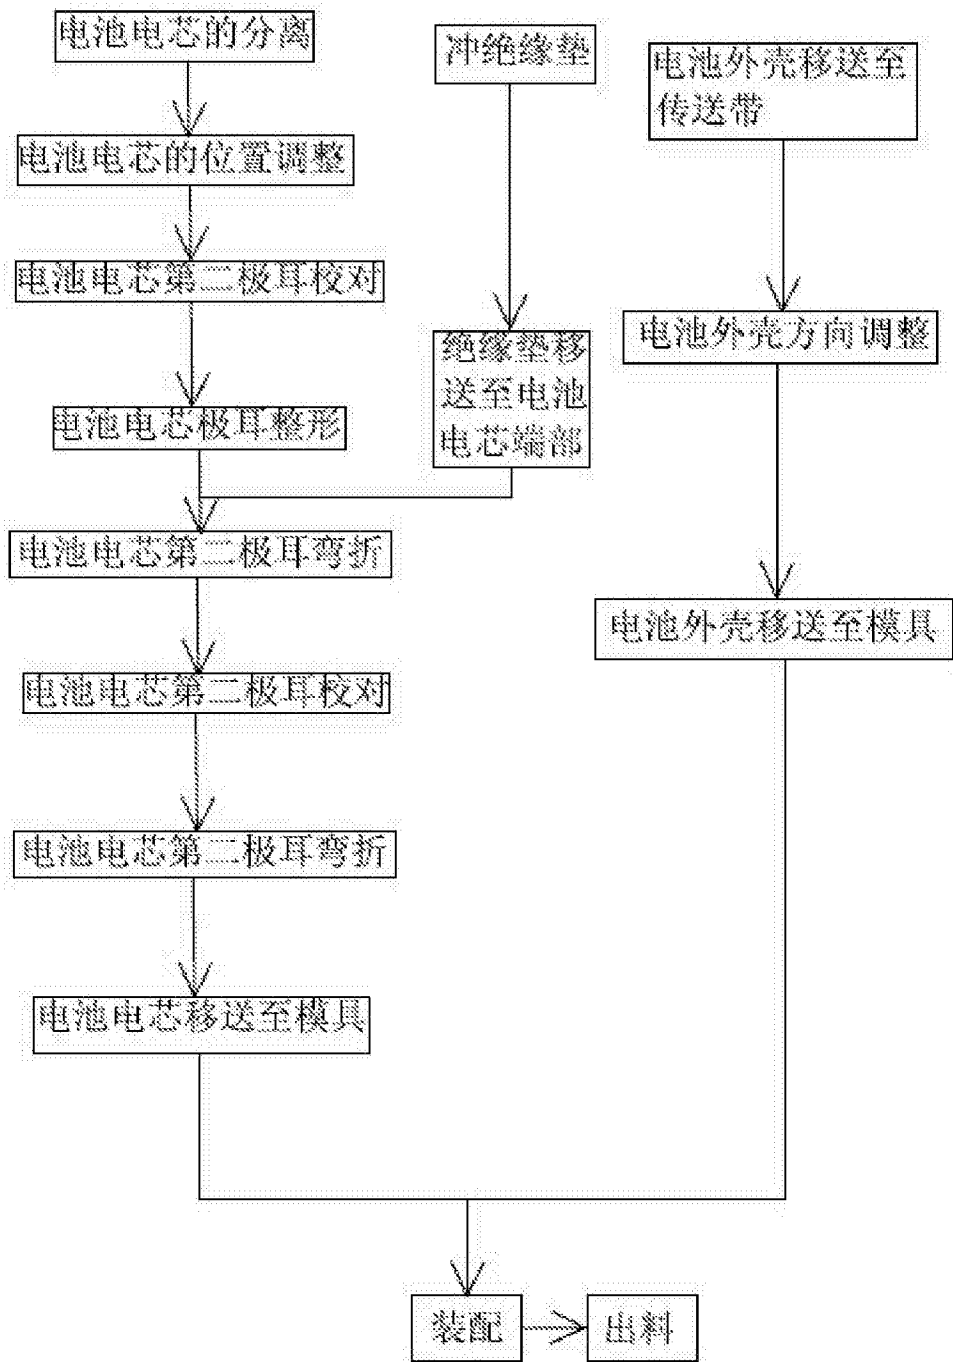 电池电芯的分离
电池电芯的位置调整
电池电芯第二极耳校对
电池电芯极耳整形
冲绝缘垫
绝缘垫移
送至电池
电芯端部
电池电芯第二极耳弯折
电池电芯第二极耳校对
电池电芯第二极耳弯折
电池电芯移送至模具
电池外壳移送至
传送带
电池外壳方向调整
电池外壳移送至模具
装配
出料